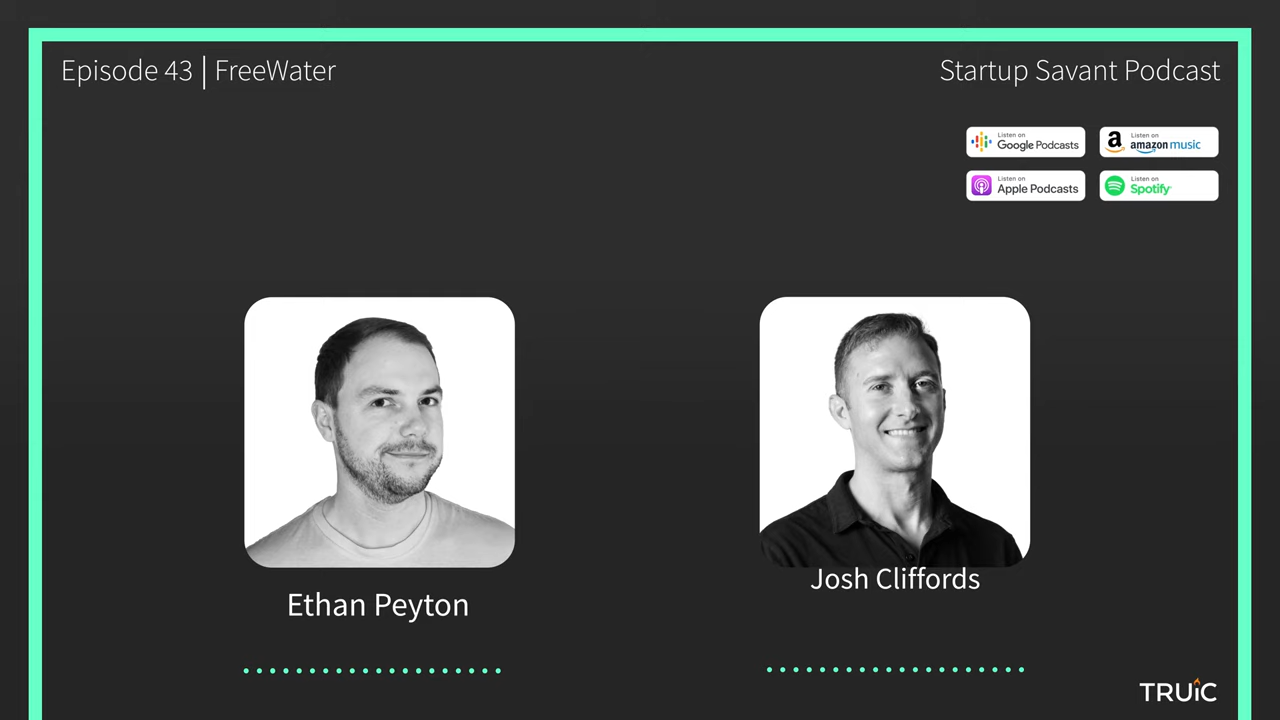 Episode 43 | FreeWater
Startup Savant Podcast
Listen on
Google Podcasts
Listen on
amazon music
Listen on
Apple Podcasts
Listen on
Spotify
Ethan Peyton
Josh Cliffords
TRUiC